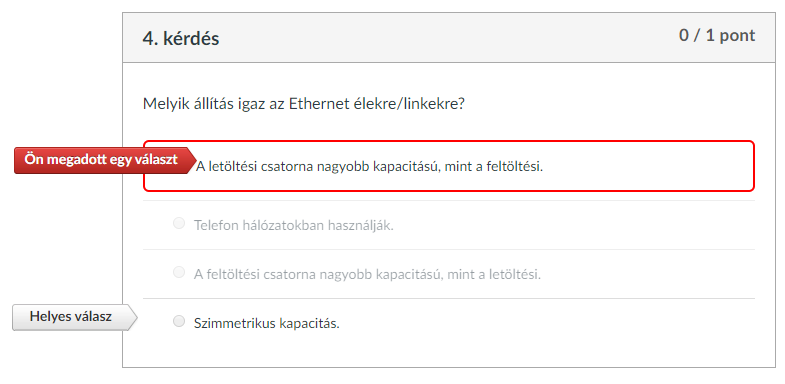 4. kérdés
0 / 1 pont
Melyik állítás igaz az Ethernet élekre/linkekre?
Ön megadott egy választ
A letöltési csatorna nagyobb kapacitású, mint a feltöltési.
Telefon hálózatokban használják.
A feltöltési csatorna nagyobb kapacitású, mint a letöltési.
Helyes válasz
Szimmetrikus kapacitás.